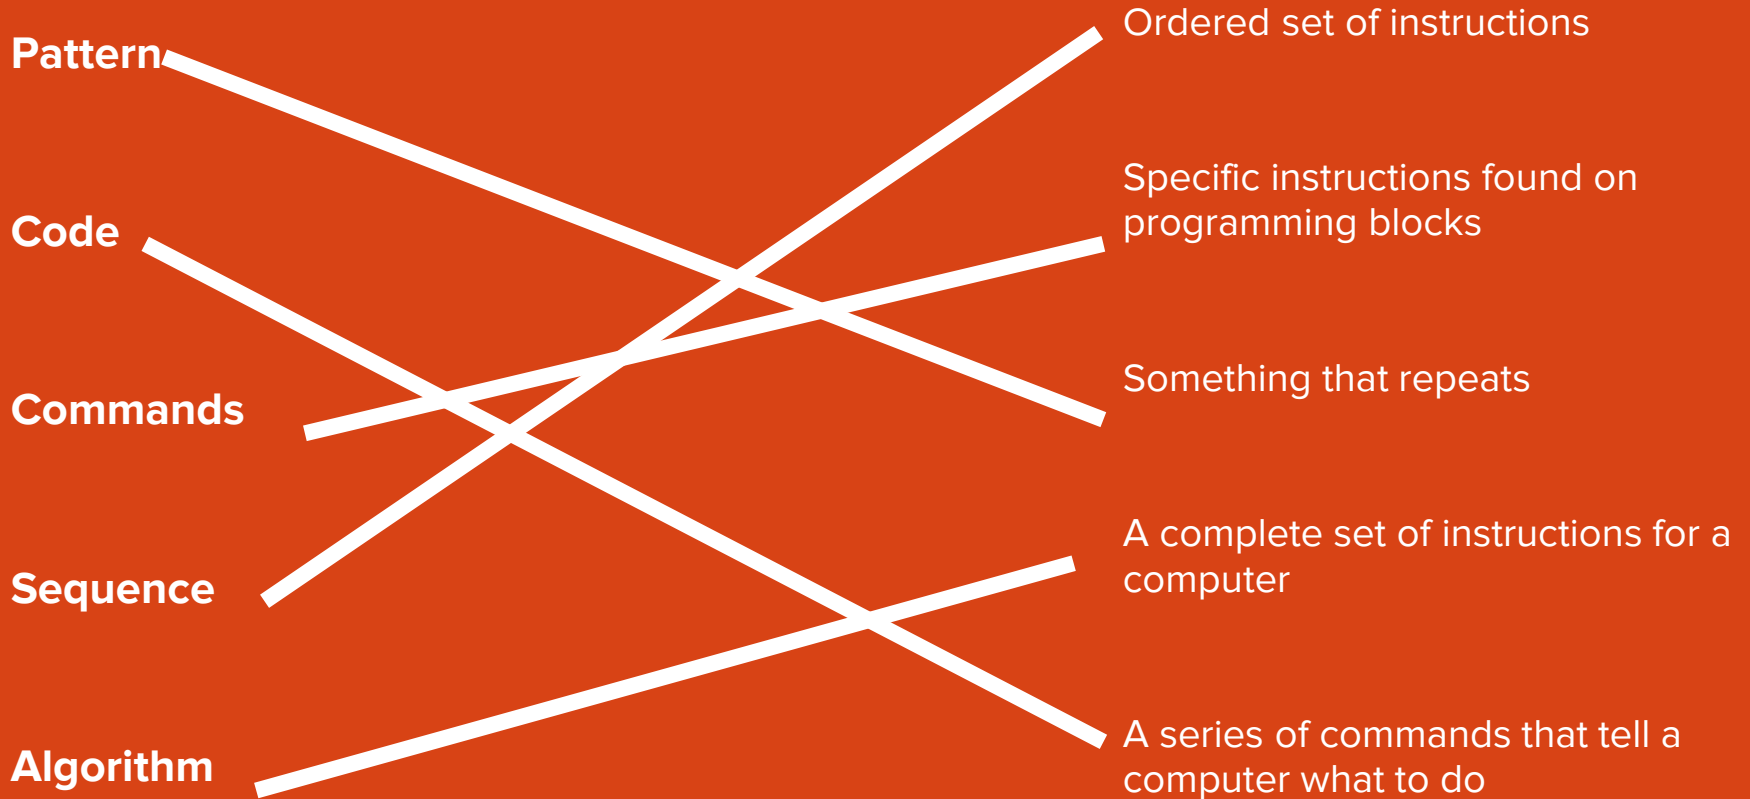 Pattern
Code
Commands
Sequence
Algorithm
Ordered set of instructions
Specific instructions found on
programming blocks
Something that repeats
A complete set of instructions for a
computer
A series of commands that tell a
computer what to do